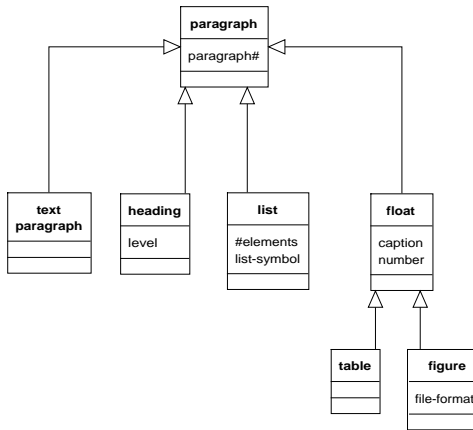 paragraph
paragraph#
text
paragraph
heading
level
list
#elements
list-symbol
float
caption
number
table
figure
file-format